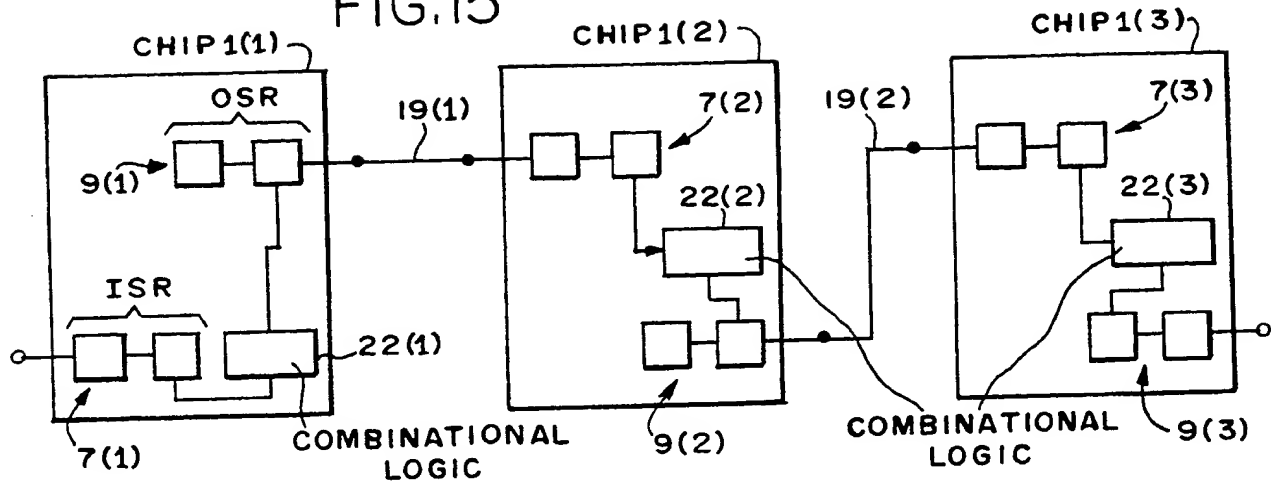 FIG.15
CHIP1(1)
CHIP1(2)
CHIP1(3)
OSR
19(1)
7(2)
19(2)
7(3)
9(1)
22(2)
22(3)
ISR
22(1)
7(1)
COMBINATIONAL
LOGIC
9(2)
COMBINATIONAL
LOGIC
9(3)